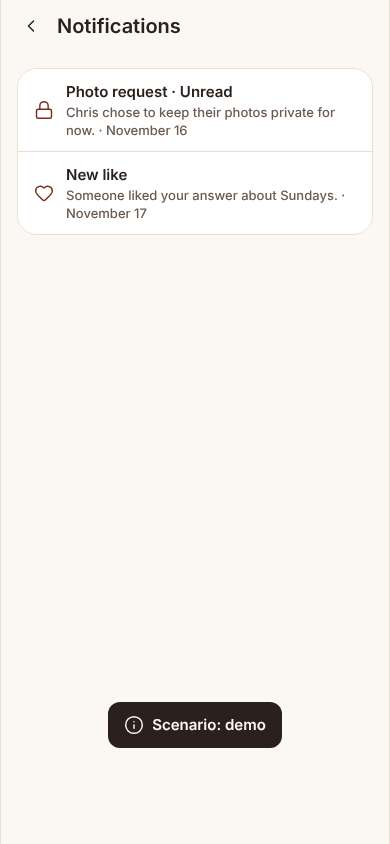 Notifications
Photo request · Unread
Chris chose to keep their photos private for
now. · November 16
New like
Someone liked your answer about Sundays. ·
November 17
Scenario: demo